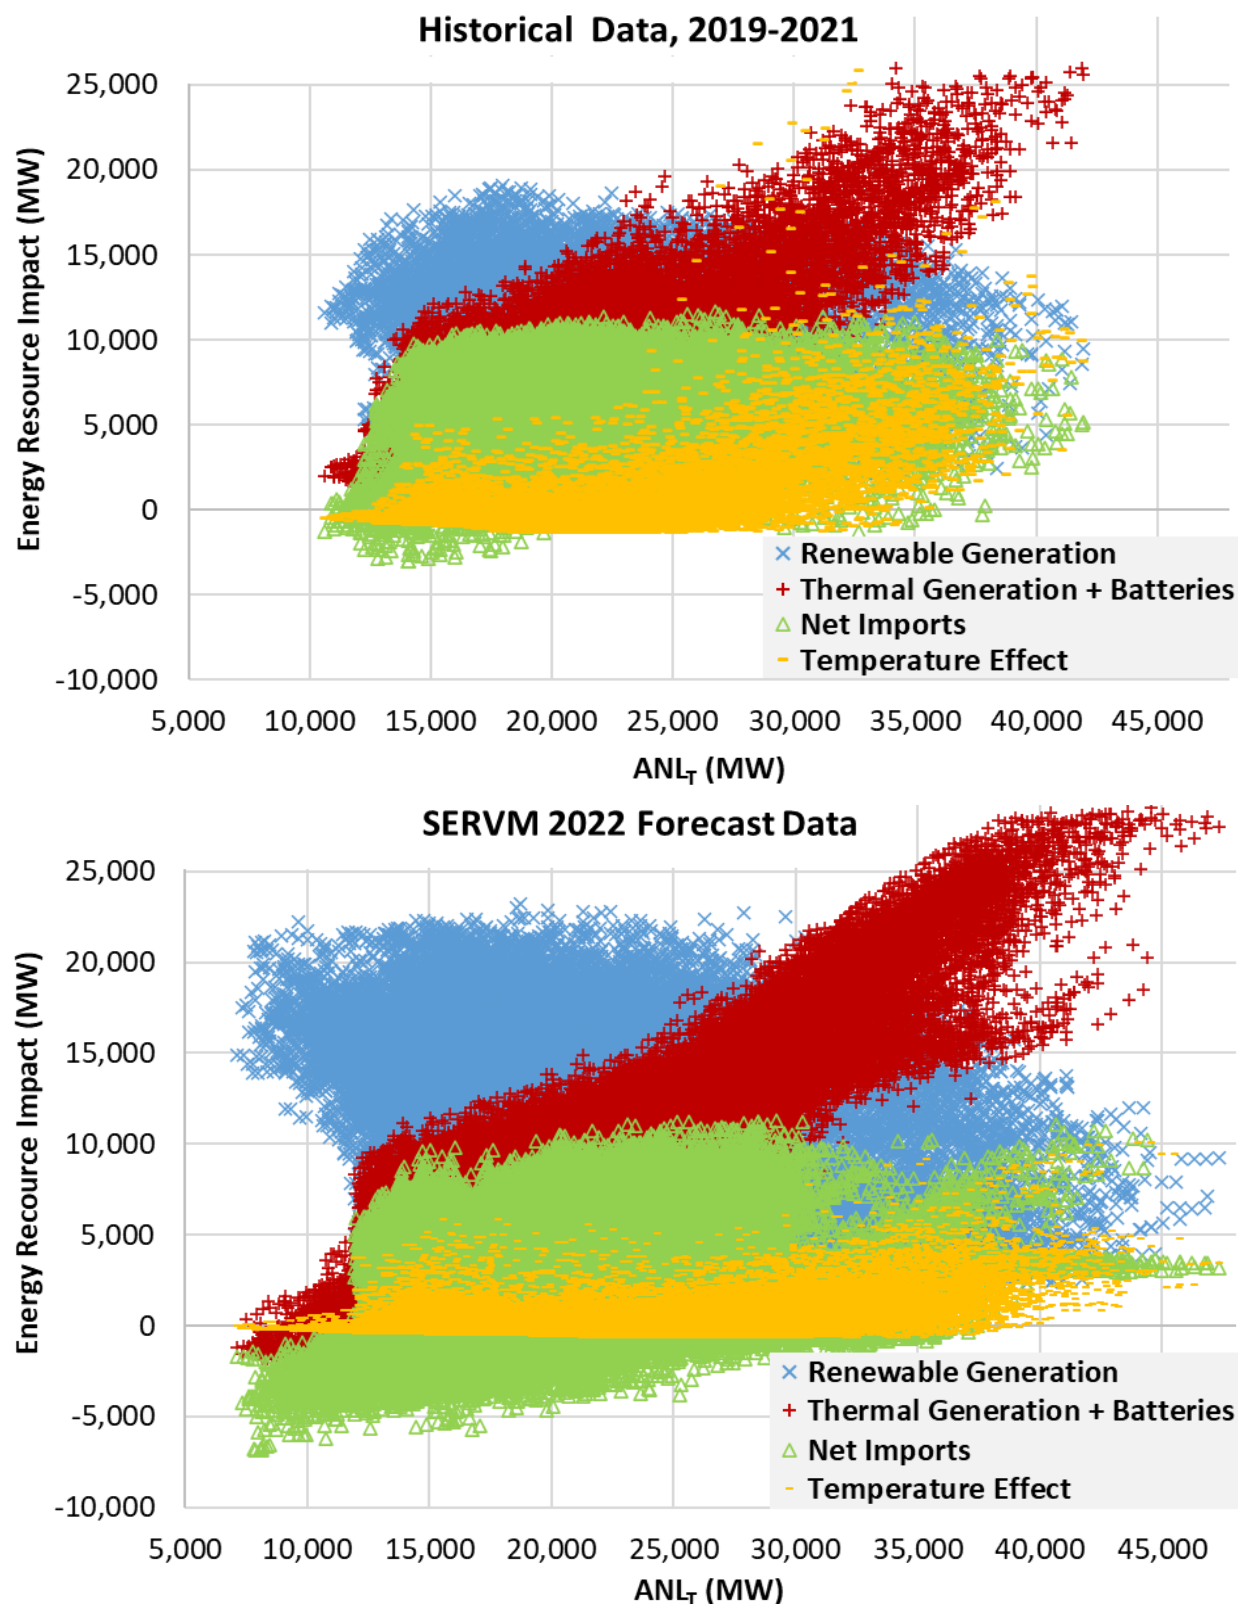 Historical Data, 2019-2021
Energy Resource Impact (MW)
25,000
20,000
15,000
10,000
5,000
0
-5,000
-10,000
Renewable Generation
Thermal Generation + Batteries
Net Imports
Temperature Effect
5,000 10,000 15,000 20,000 25,000 30,000 35,000 40,000 45,000
ANL_T (MW)
SERVM 2022 Forecast Data
Energy Recource Impact (MW)
25,000
20,000
15,000
10,000
5,000
0
-5,000
-10,000
Renewable Generation
Thermal Generation + Batteries
Net Imports
Temperature Effect
5,000 10,000 15,000 20,000 25,000 30,000 35,000 40,000 45,000
ANL_T (MW)